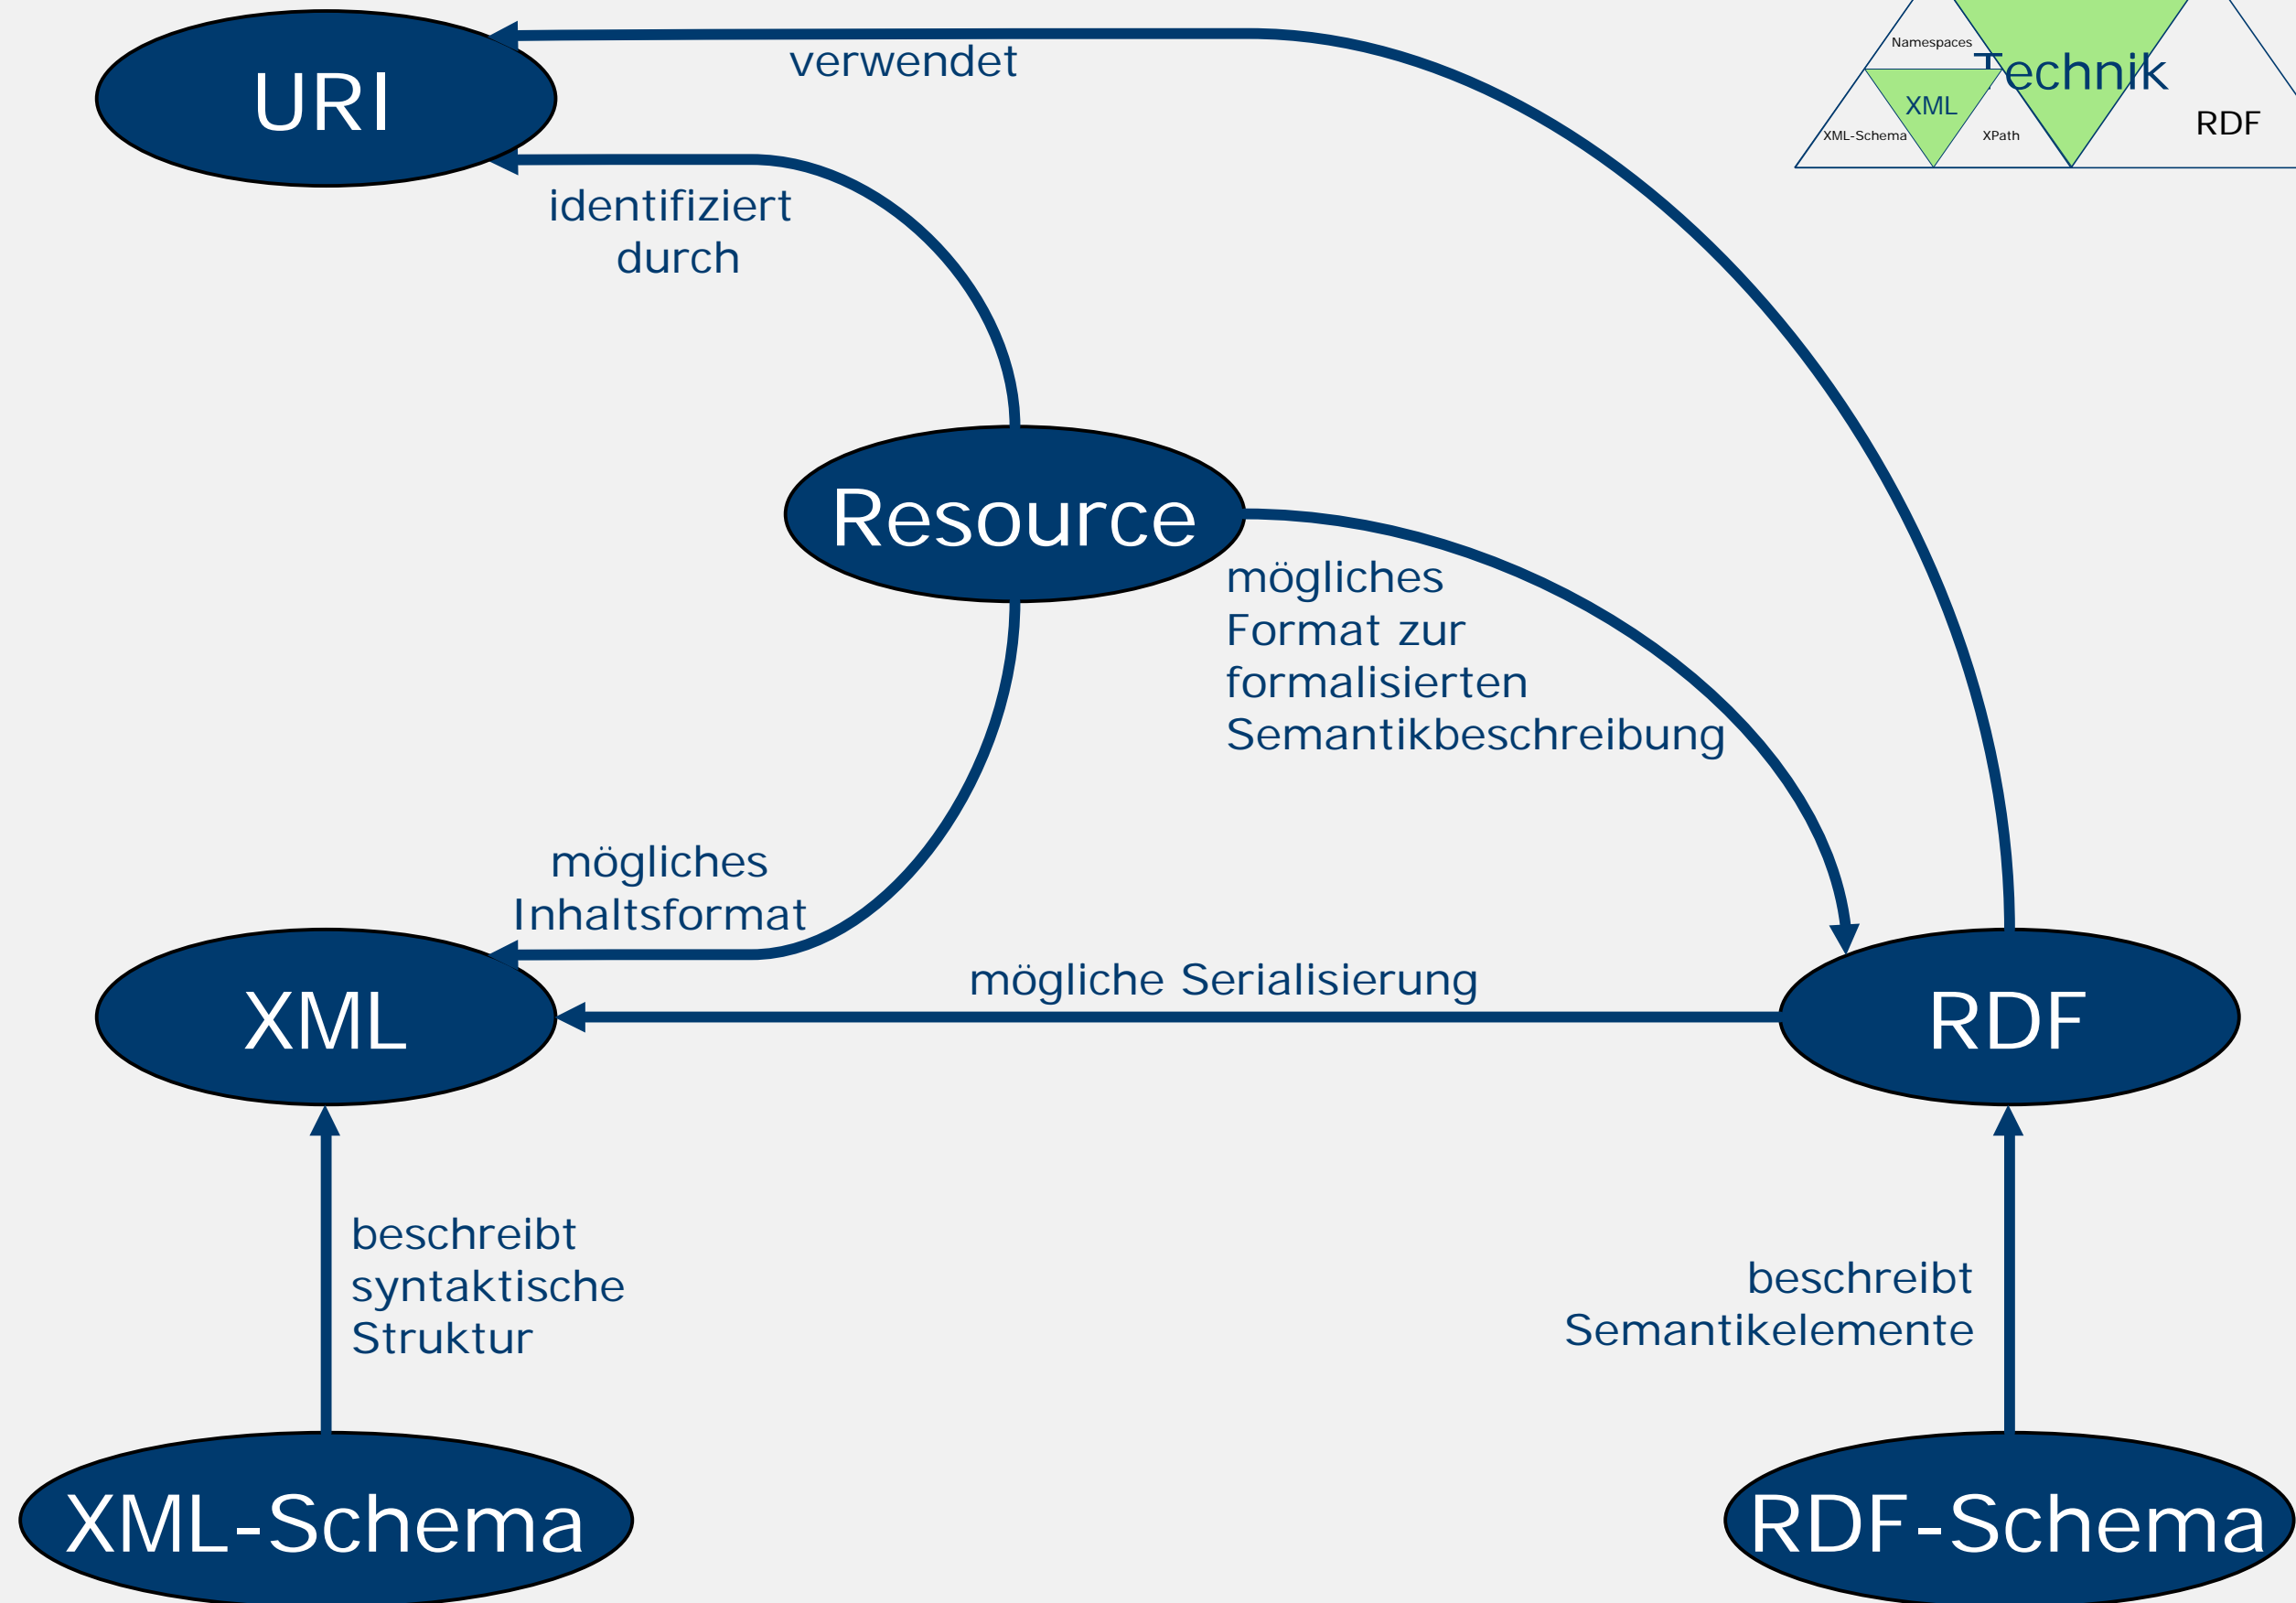 URI
verwendet
Namespaces
Technik
XML
XML-Schema
XPath
RDF
identifiziert
durch
Resource
mögliches
Format zur
formalisierten
Semantikbeschreibung
mögliches
Inhaltsformat
mögliche Serialisierung
XML
RDF
beschreibt
syntaktische
Struktur
beschreibt
Semantikelemente
XML-Schema
RDF-Schema